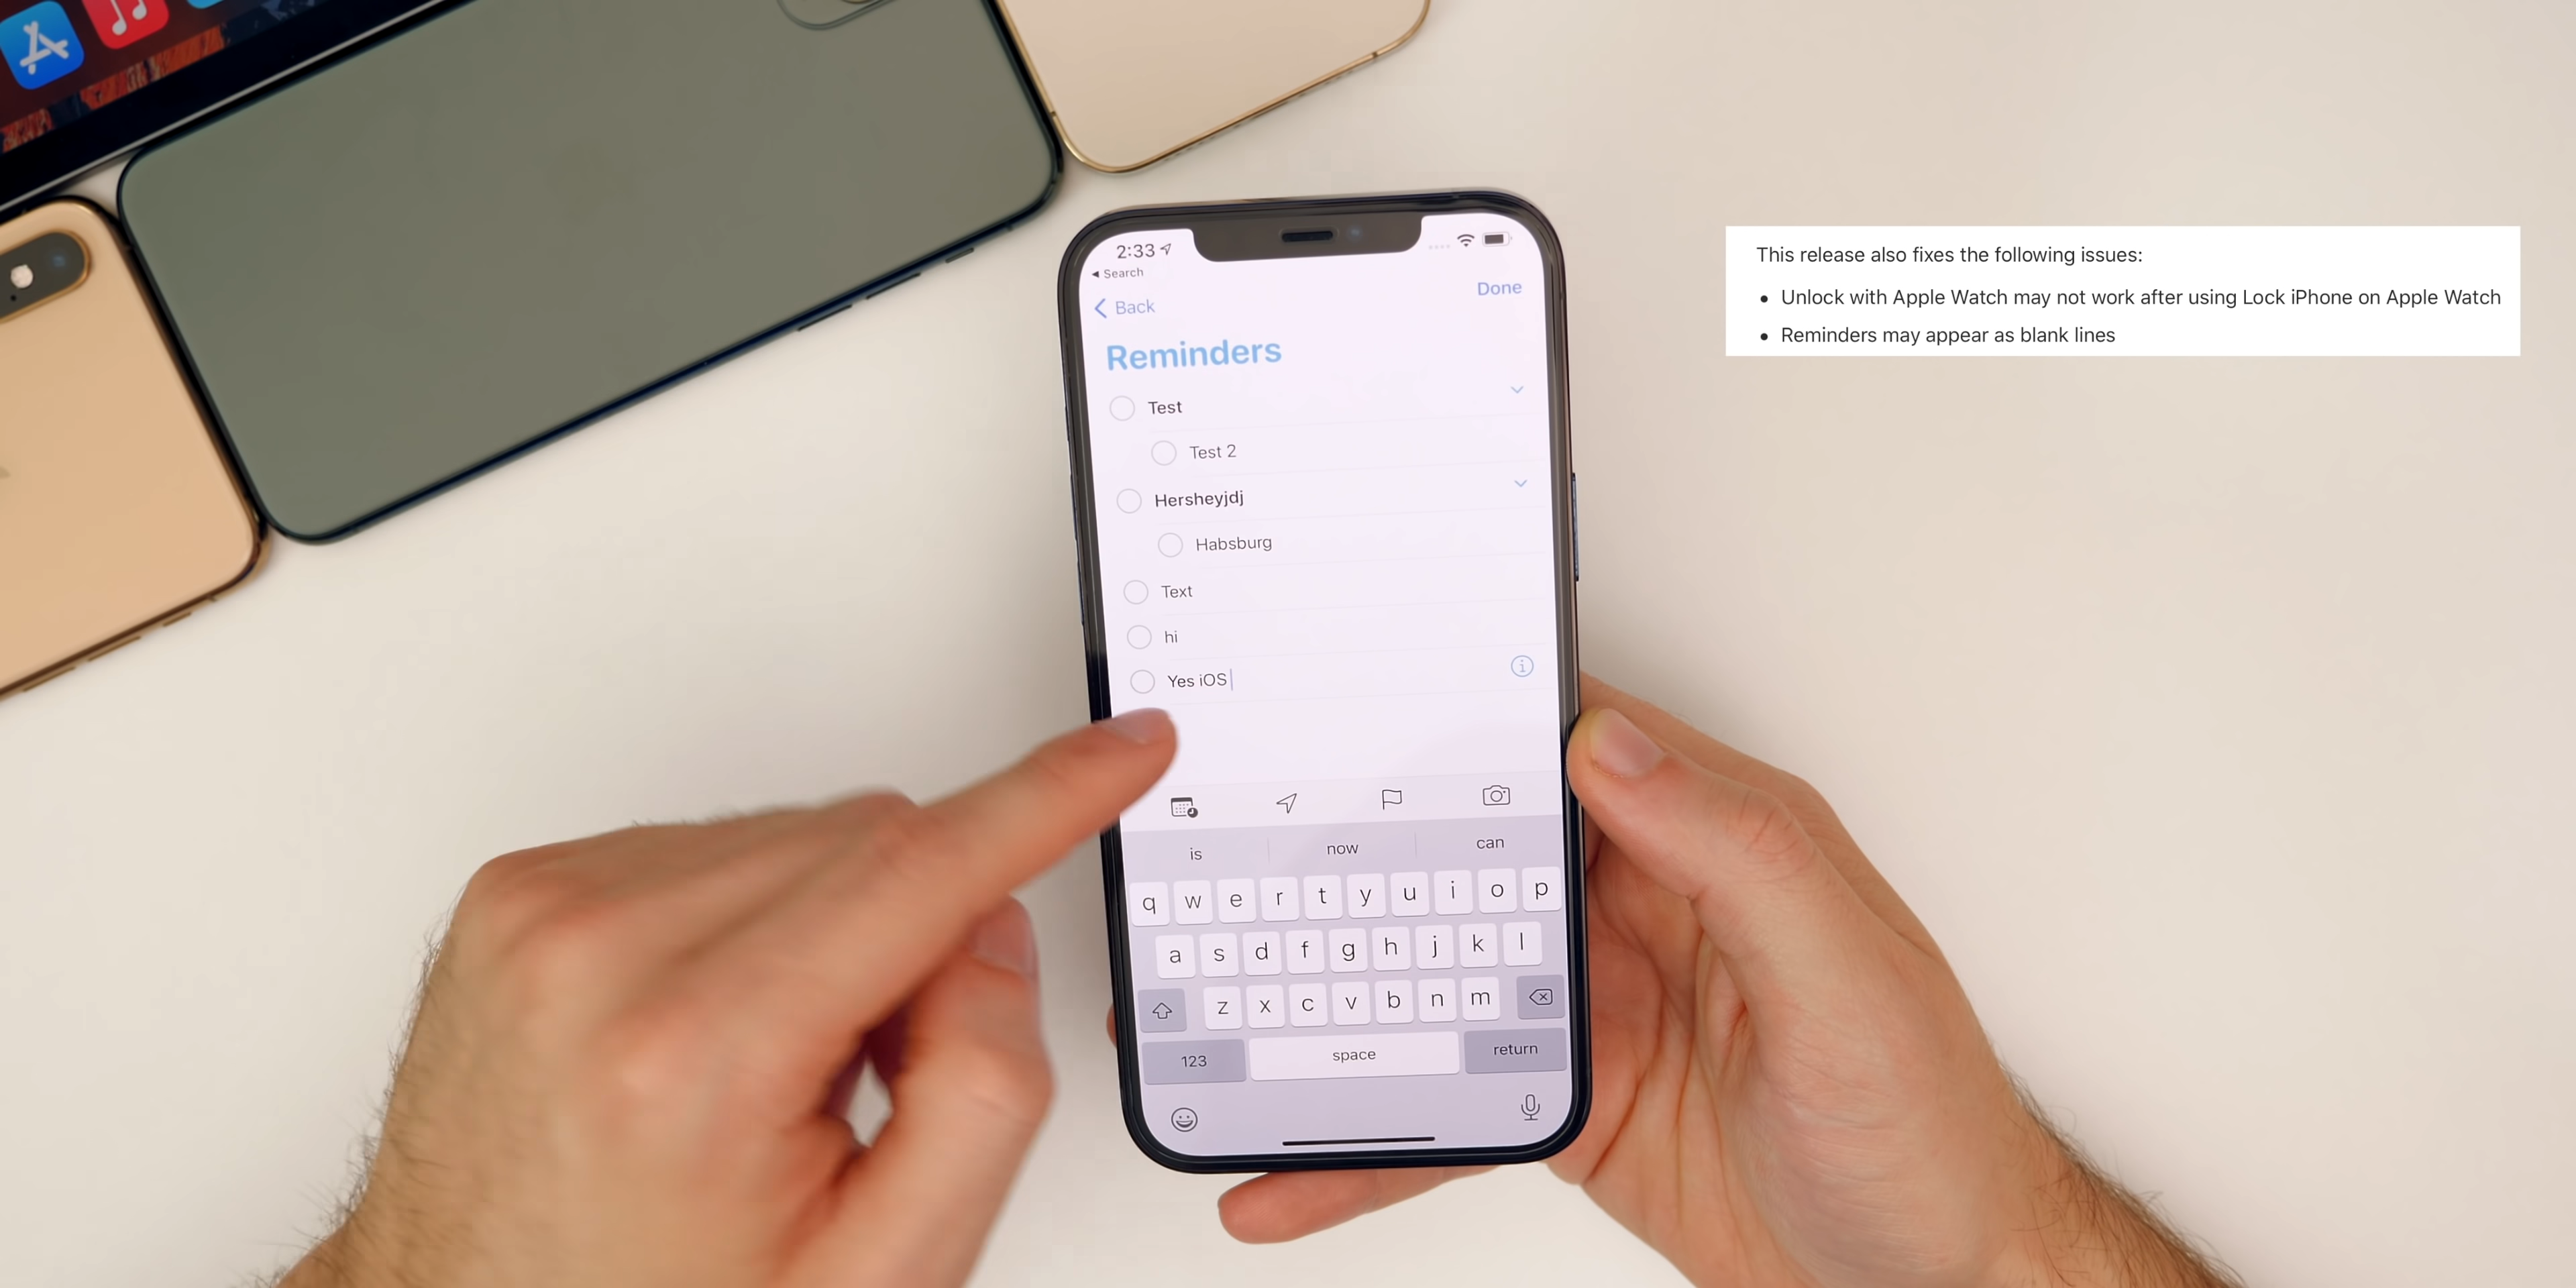 2:33
Search
Back
Done
Reminders
Test
Test 2
Hersheyjdj
Habsburg
Text
hi
Yes iOS
is now can
q w e r t y u i o p
a s d f g h j k l
z x c v b n m
123 space return
This release also fixes the following issues:
• Unlock with Apple Watch may not work after using Lock iPhone on Apple Watch
• Reminders may appear as blank lines